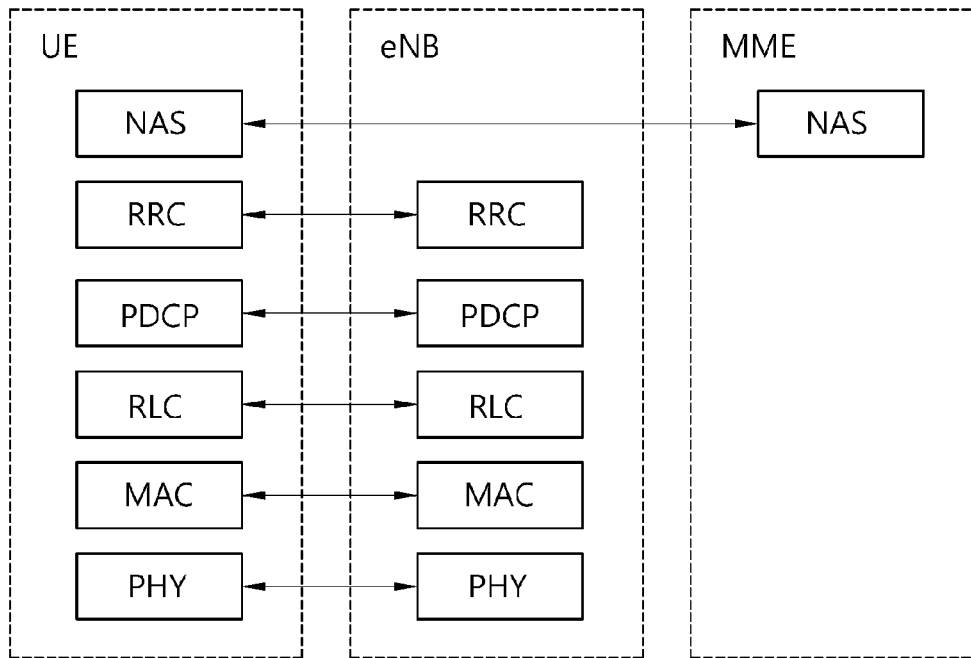 UE eNB MME
NAS NAS
RRC RRC
PDCP PDCP
RLC RLC
MAC MAC
PHY PHY